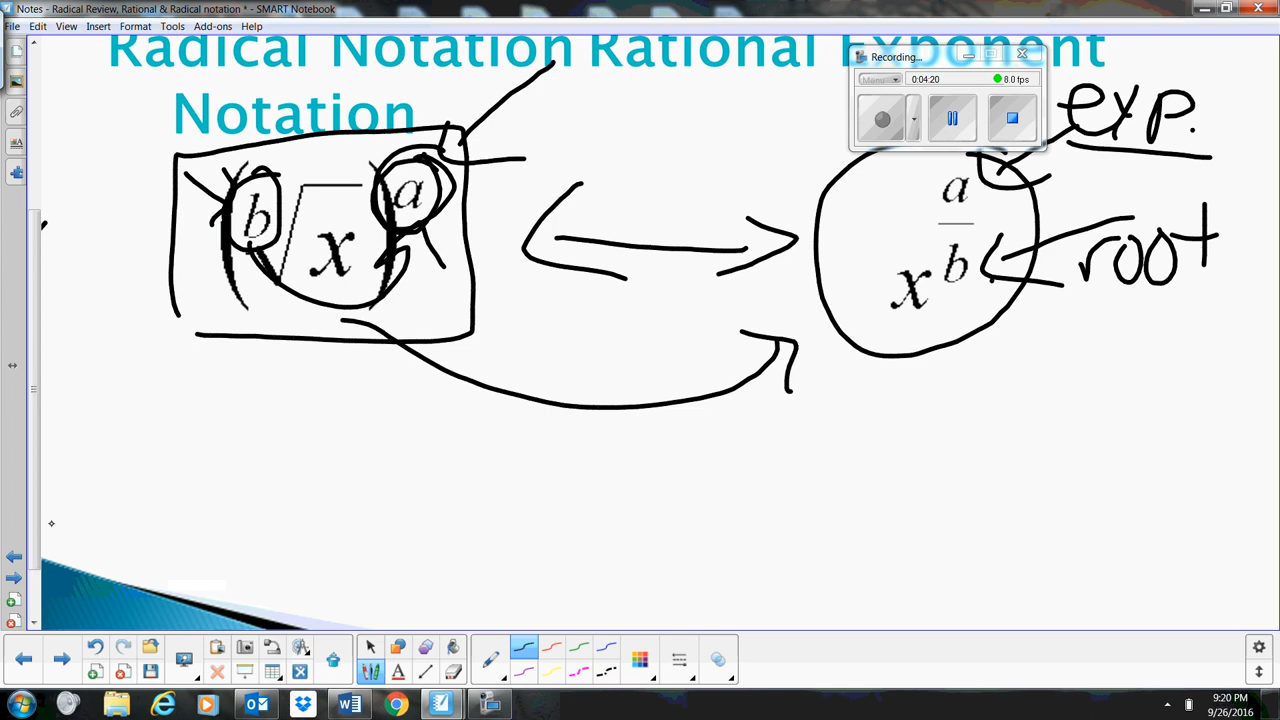 Notes - Radical Review, Rational & Radical notation * - SMART Notebook
File Edit View Insert Format Tools Add-ons Help
Radical Notation Rational Exponent
Notation
Recording...
Menu
0:04:20
8.0 fps
exp.
(b√x)a
a
b
x
root
9:20 PM
9/26/2016